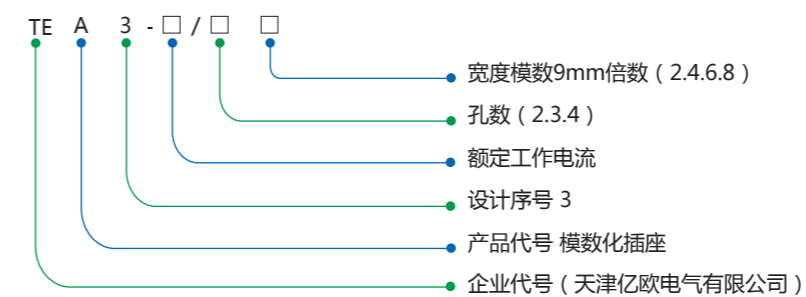 TE A 3 - □ / □ □
宽度模数9mm倍数（2.4.6.8）
孔数（2.3.4）
额定工作电流
设计序号 3
产品代号 模数化插座
企业代号（天津亿欧电气有限公司）